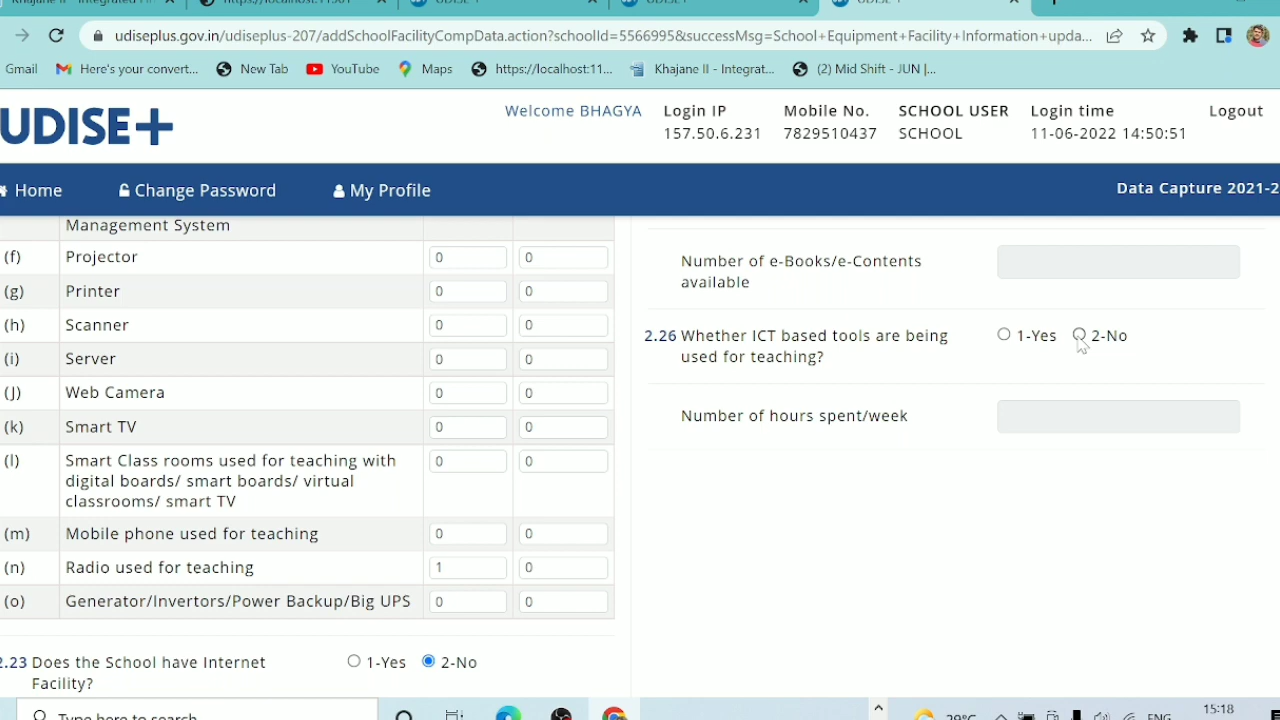 https://localhost:11501
UDISE+
UDISE+
UDISE+
udiseplus.gov.in/udiseplus-207/addSchoolFacilityCompData.action?schoolId=5566995&successMsg=School+Equipment+Facility+Information+upda...
Gmail Here's your convert... New Tab YouTube Maps https://localhost:11... Khajane II - Integrat... (2) Mid Shift - JUN |...
UDISE+
Welcome BHAGYA Login IP Mobile No. SCHOOL USER Login time Logout
157.50.6.231 7829510437 SCHOOL 11-06-2022 14:50:51
Home Change Password My Profile Data Capture 2021-2
Management System
(f) Projector 0 0
(g) Printer 0 0
(h) Scanner 0 0
(i) Server 0 0
(J) Web Camera 0 0
(k) Smart TV 0 0
(l) Smart Class rooms used for teaching with 0 0
digital boards/ smart boards/ virtual
classrooms/ smart TV
(m) Mobile phone used for teaching 0 0
(n) Radio used for teaching 1 0
(o) Generator/Invertors/Power Backup/Big UPS 0 0
2.23 Does the School have Internet 1-Yes 2-No
Facility?
Number of e-Books/e-Contents
available
2.26 Whether ICT based tools are being 1-Yes 2-No
used for teaching?
Number of hours spent/week
Type here to search 29°C ENG 15:18